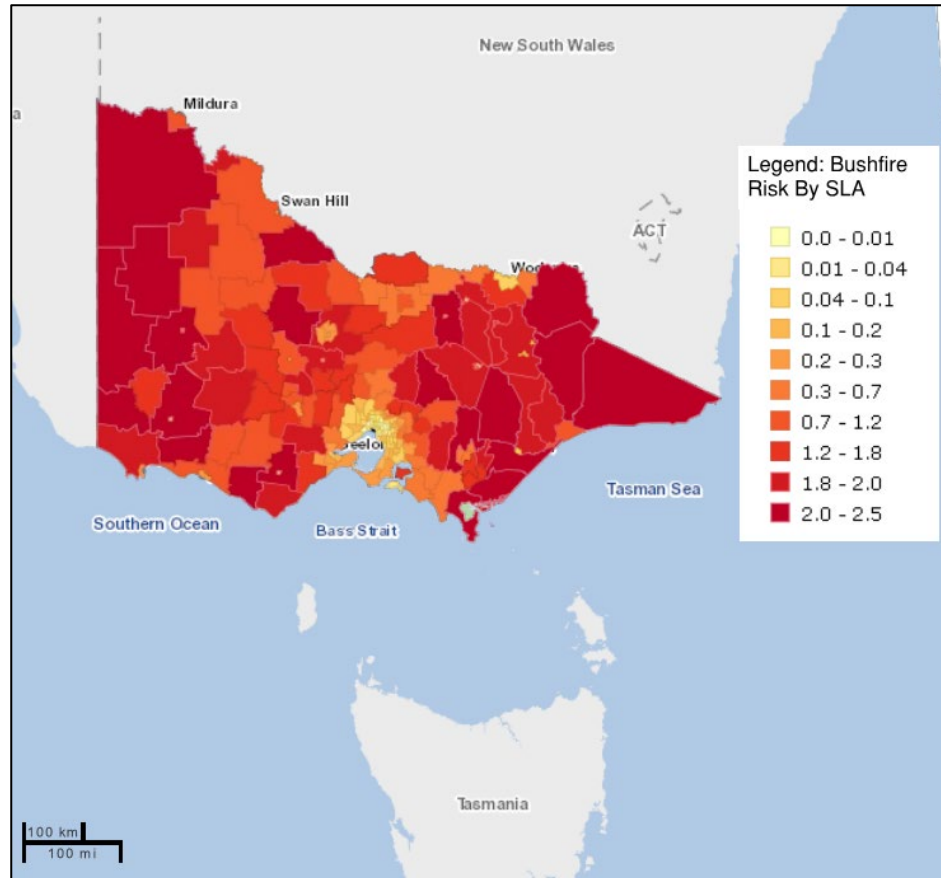 New South Wales
Mildura
a
Legend: Bushfire
Risk By SLA
Swan Hill
ACT
0.0 - 0.01
0.01 - 0.04
0.04 - 0.1
0.1 - 0.2
0.2 - 0.3
0.3 - 0.7
0.7 - 1.2
1.2 - 1.8
1.8 - 2.0
2.0 - 2.5
Tasman Sea
Southern Ocean
Bass Strait
Tasmania
100 km
100 mi